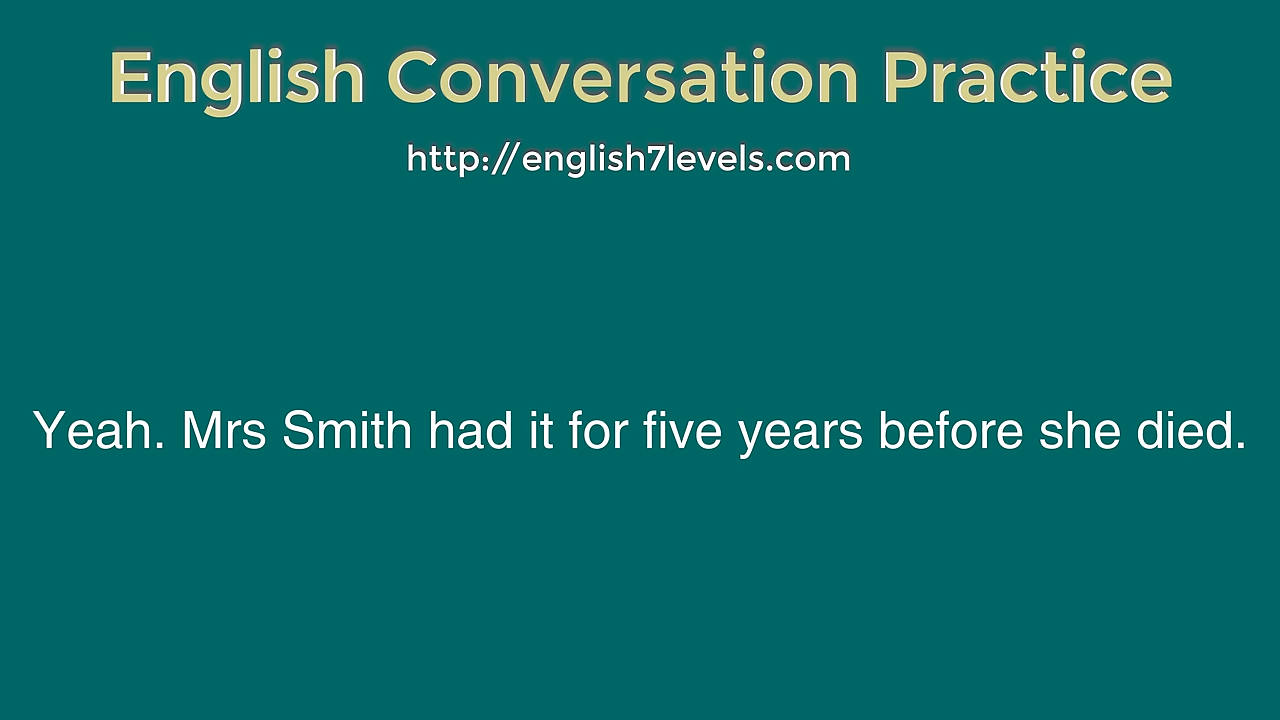 English Conversation Practice
http://english7levels.com
Yeah. Mrs Smith had it for five years before she died.